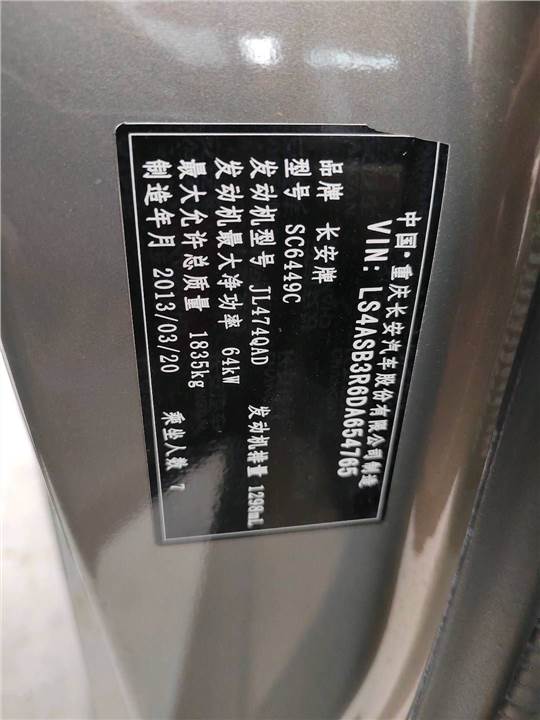 中国·重庆长安汽车股份有限公司制造
VIN: LS4ASB3R6DA654765
品牌 长安牌
型号 SC6449C
发动机型号 JL474QAD 发动机排量 1298mL
发动机最大净功率 64kW
最大允许总质量 1835kg 乘坐人数 7
制造年月 2013/03/20